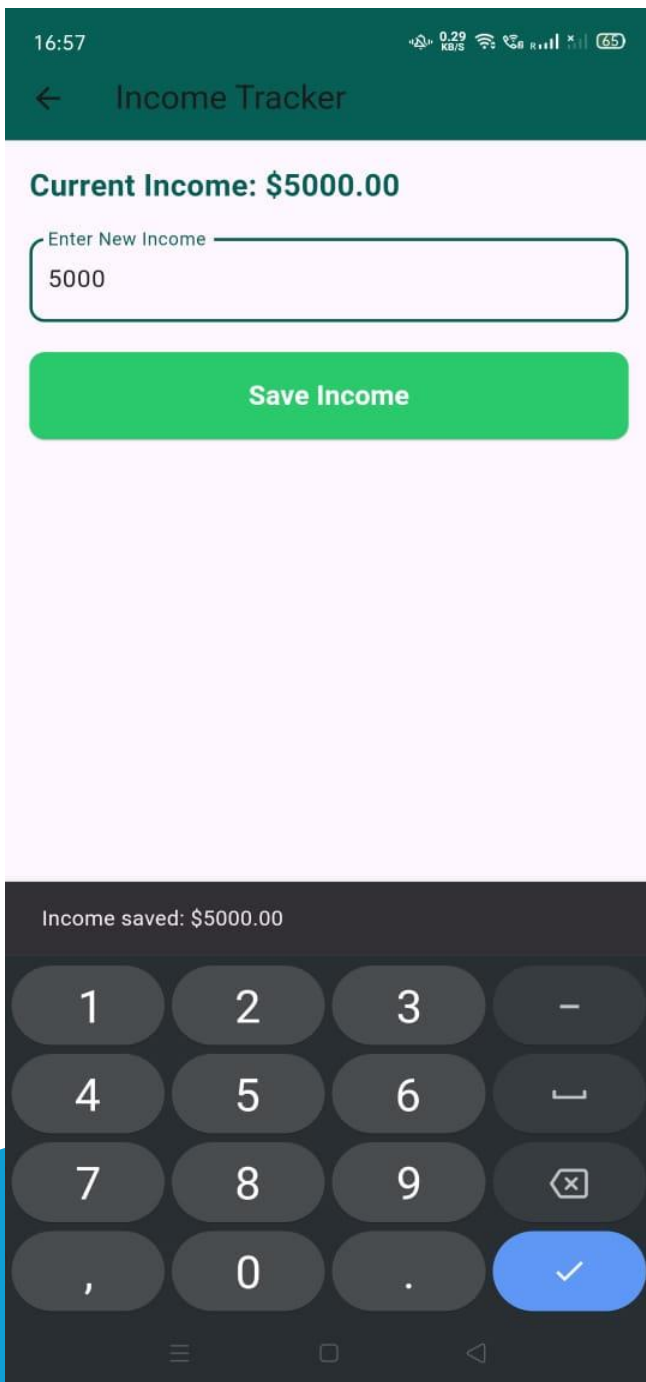 16:57
0.29
KB/S
R
65
Income Tracker
Current Income: $5000.00
Enter New Income
5000
Save Income
Income saved: $5000.00
1 2 3 –
4 5 6
7 8 9
, 0 .